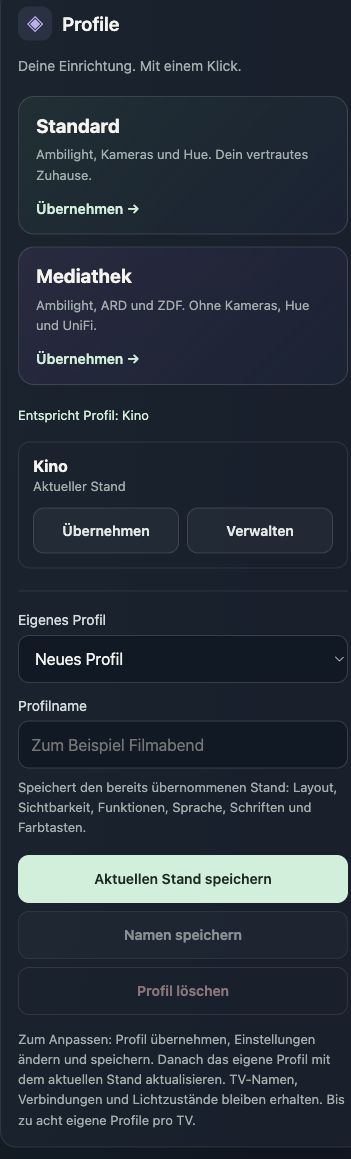 Profile
Deine Einrichtung. Mit einem Klick.
Standard
Ambilight, Kameras und Hue. Dein vertrautes
Zuhause.
Übernehmen →
Mediathek
Ambilight, ARD und ZDF. Ohne Kameras, Hue
und UniFi.
Übernehmen →
Entspricht Profil: Kino
Kino
Aktueller Stand
Übernehmen
Verwalten
Eigenes Profil
Neues Profil
Profilname
Zum Beispiel Filmabend
Speichert den bereits übernommenen Stand: Layout,
Sichtbarkeit, Funktionen, Sprache, Schriften und
Farbtasten.
Aktuellen Stand speichern
Namen speichern
Profil löschen
Zum Anpassen: Profil übernehmen, Einstellungen
ändern und speichern. Danach das eigene Profil mit
dem aktuellen Stand aktualisieren. TV-Namen,
Verbindungen und Lichtzustände bleiben erhalten. Bis
zu acht eigene Profile pro TV.